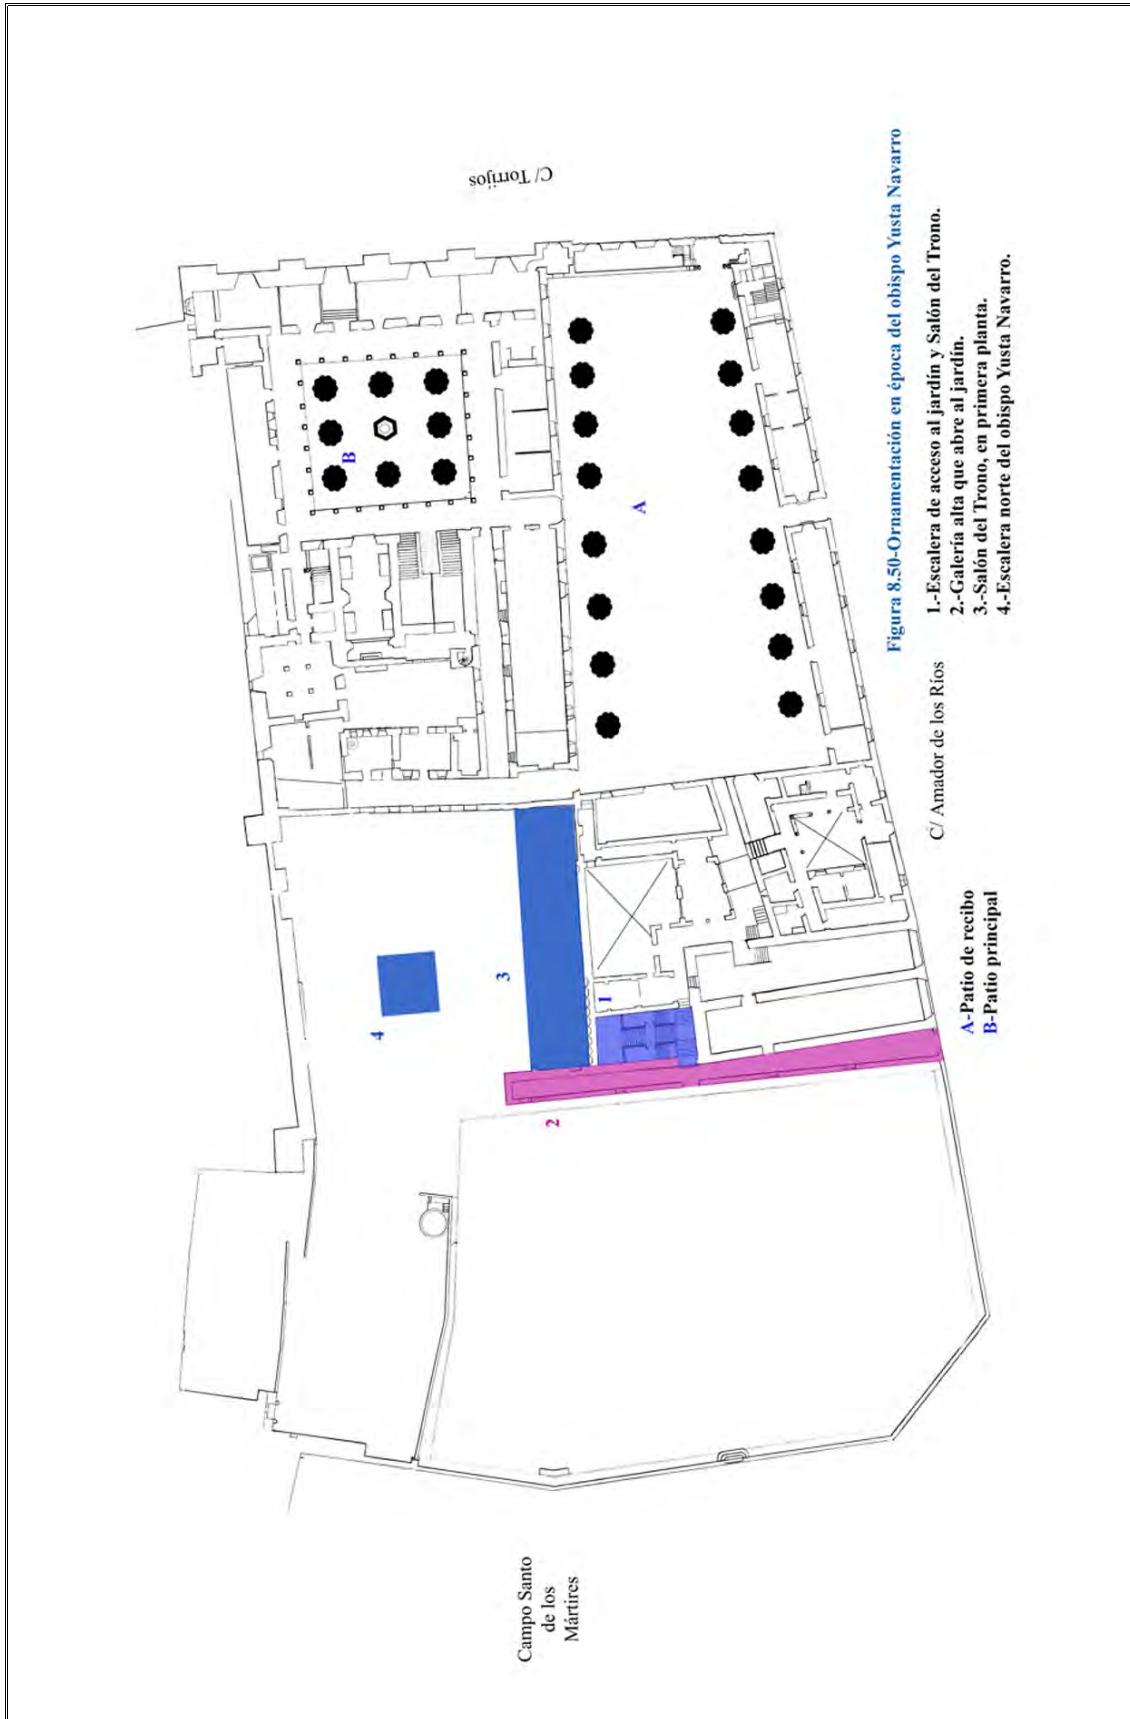 C/ Torrijos
B
A
3
4
1
2
Campo Santo
de los
Mártires
C/ Amador de los Ríos
Figura 8.50-Ornamentación en época del obispo Yusta Navarro
1.-Escalera de acceso al jardín y Salón del Trono.
2.-Galería alta que abre al jardín.
3.-Salón del Trono, en primera planta.
4.-Escalera norte del obispo Yusta Navarro.
A-Patio de recibo
B-Patio principal